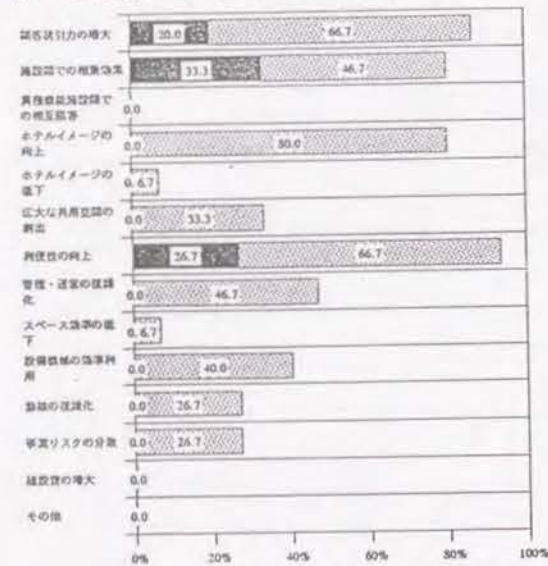 誘客吸引力の増大
20.0 66.7
施設間での相乗効果
33.3 46.7
異種機能施設間で
の相互阻害
0.0
ホテルイメージの
向上
0.0 80.0
ホテルイメージの
低下
0. 6.7
広大な共用空間の
創出
0.0 33.3
利便性の向上
26.7 66.7
管理・運営の複雑
化
0.0 46.7
スペース効率の低
下
0. 6.7
設備機械の効率利
用
0.0 40.0
動線の複雑化
0.0 26.7
事業リスクの分散
0.0 26.7
建設費の増大
0.0
その他
0.0
0% 20% 40% 60% 80% 100%